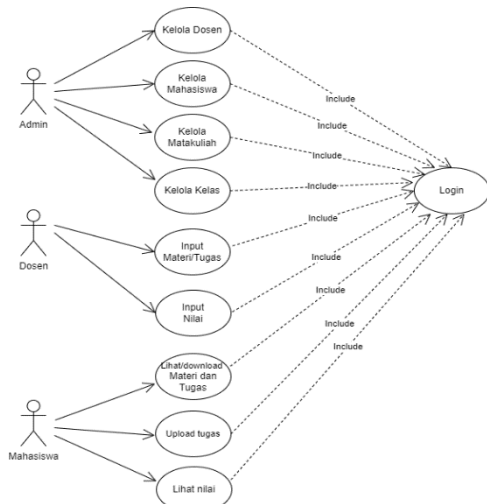 Kelola Dosen
Include
Kelola
Mahasiswa
Include
Admin
Kelola
Matakuliah
Include
Kelola Kelas
Include
Login
Input
Materi/Tugas
Include
Dosen
Input
Nilai
Include
Lihat/download
Materi dan
Tugas
Include
Mahasiswa
Upload tugas
Include
Lihat nilai
Include